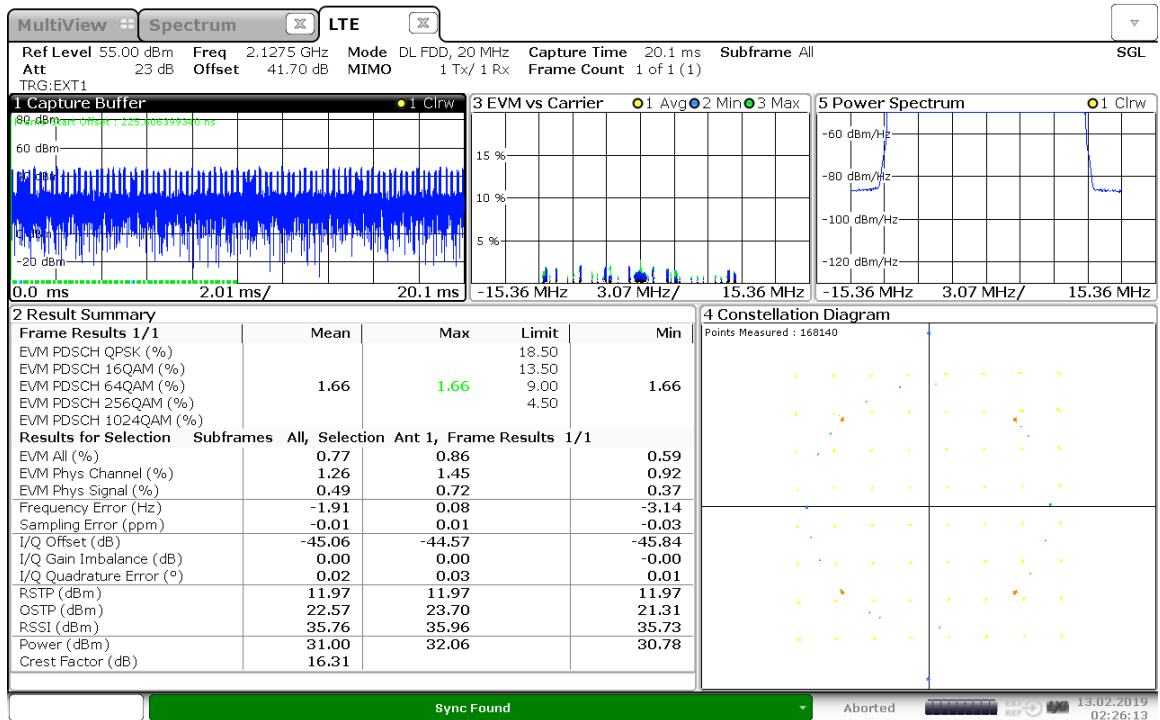 MultiView Spectrum LTE
Ref Level 55.00 dBm Freq 2.1275 GHz Mode DL FDD, 20 MHz Capture Time 20.1 ms Subframe All SGL
Att 23 dB Offset 41.70 dB MIMO 1 Tx/ 1 Rx Frame Count 1 of 1 (1)
TRG:EXT1
1 Capture Buffer 1 Clrw
80 dBm
Frame Start Offset : 225.606399340 ns
60 dBm
-20 dBm
0.0 ms 2.01 ms/ 20.1 ms
3 EVM vs Carrier 1 Avg 2 Min 3 Max
15 %
10 %
5 %
-15.36 MHz 3.07 MHz/ 15.36 MHz
5 Power Spectrum 1 Clrw
-60 dBm/Hz
-80 dBm/Hz
-100 dBm/Hz
-120 dBm/Hz
-15.36 MHz 3.07 MHz/ 15.36 MHz
2 Result Summary
Frame Results 1/1 Mean Max Limit Min
EVM PDSCH QPSK (%) 18.50
EVM PDSCH 16QAM (%) 13.50
EVM PDSCH 64QAM (%) 1.66 1.66 9.00 1.66
EVM PDSCH 256QAM (%) 4.50
EVM PDSCH 1024QAM (%)
Results for Selection Subframes All, Selection Ant 1, Frame Results 1/1
EVM All (%) 0.77 0.86 0.59
EVM Phys Channel (%) 1.26 1.45 0.92
EVM Phys Signal (%) 0.49 0.72 0.37
Frequency Error (Hz) -1.91 0.08 -3.14
Sampling Error (ppm) -0.01 0.01 -0.03
I/Q Offset (dB) -45.06 -44.57 -45.84
I/Q Gain Imbalance (dB) 0.00 0.00 -0.00
I/Q Quadrature Error (°) 0.02 0.03 0.01
RSTP (dBm) 11.97 11.97 11.97
OSTP (dBm) 22.57 23.70 21.31
RSSI (dBm) 35.76 35.96 35.73
Power (dBm) 31.00 32.06 30.78
Crest Factor (dB) 16.31
4 Constellation Diagram
Points Measured : 168140
Sync Found
Aborted
13.02.2019
02:26:13